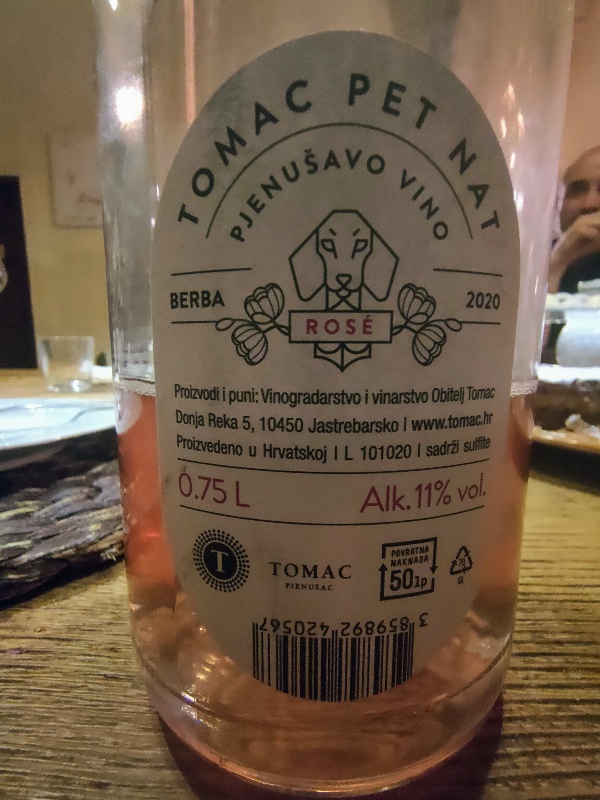 TOMAC PET NAT
PJENUŠAVO VINO
BERBA 2020
ROSÉ
Proizvodi i puni: Vinogradarstvo i vinarstvo Obitelj Tomac
Donja Reka 5, 10450 Jastrebarsko | www.tomac.hr
Proizvedeno u Hrvatskoj | L 101020 | sadrži sulfite
0.75 L Alk. 11% vol.
T
TOMAC
PJENUŠAC
POVRATNA
NAKNADA
50lp
70
GL
3 859892 420567